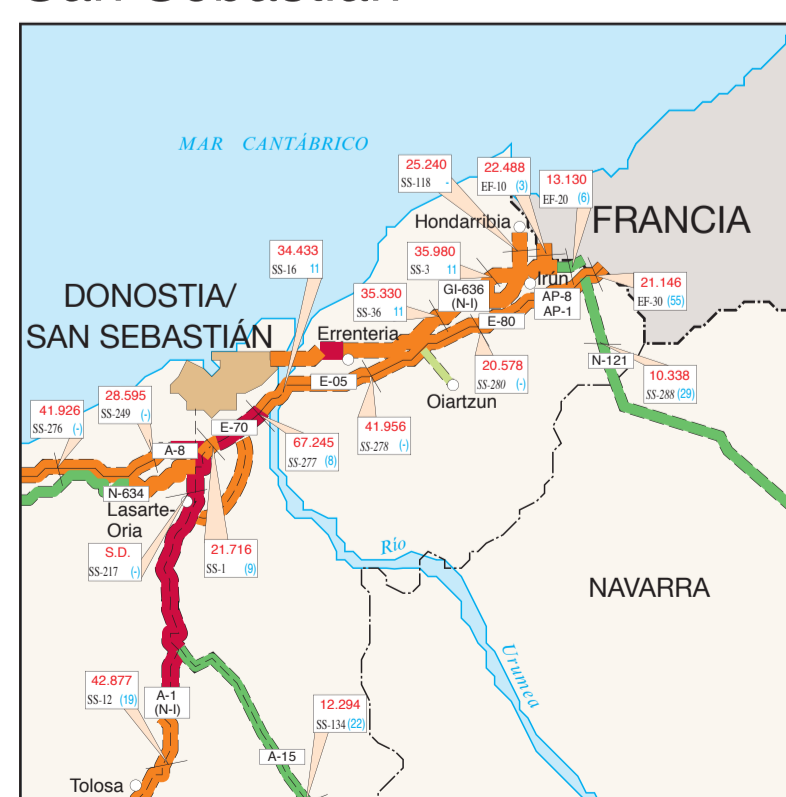 MAR CANTÁBRICO
25.240
SS-118 -
22.488
EF-10 (3)
13.130
EF-20 (6)
Hondarribia
FRANCIA
34.433
SS-16 11
35.980
SS-3 11
Irún
21.146
EF-30 (55)
DONOSTIA/
SAN SEBASTIÁN
35.330
SS-36 11
GI-636
(N-I)
AP-8
AP-1
Errenteria
E-80
N-121
20.578
SS-280 (-)
10.338
SS-288 (29)
E-05
Oiartzun
28.595
SS-249 (-)
41.926
SS-276 (-)
E-70
67.245
SS-277 (8)
41.956
SS-278 (-)
A-8
N-634
Lasarte-
Oria
S.D.
SS-217 (-)
21.716
SS-1 (9)
Río
NAVARRA
Urumea
42.877
SS-12 (19)
A-1
(N-I)
12.294
SS-134 (22)
A-15
Tolosa